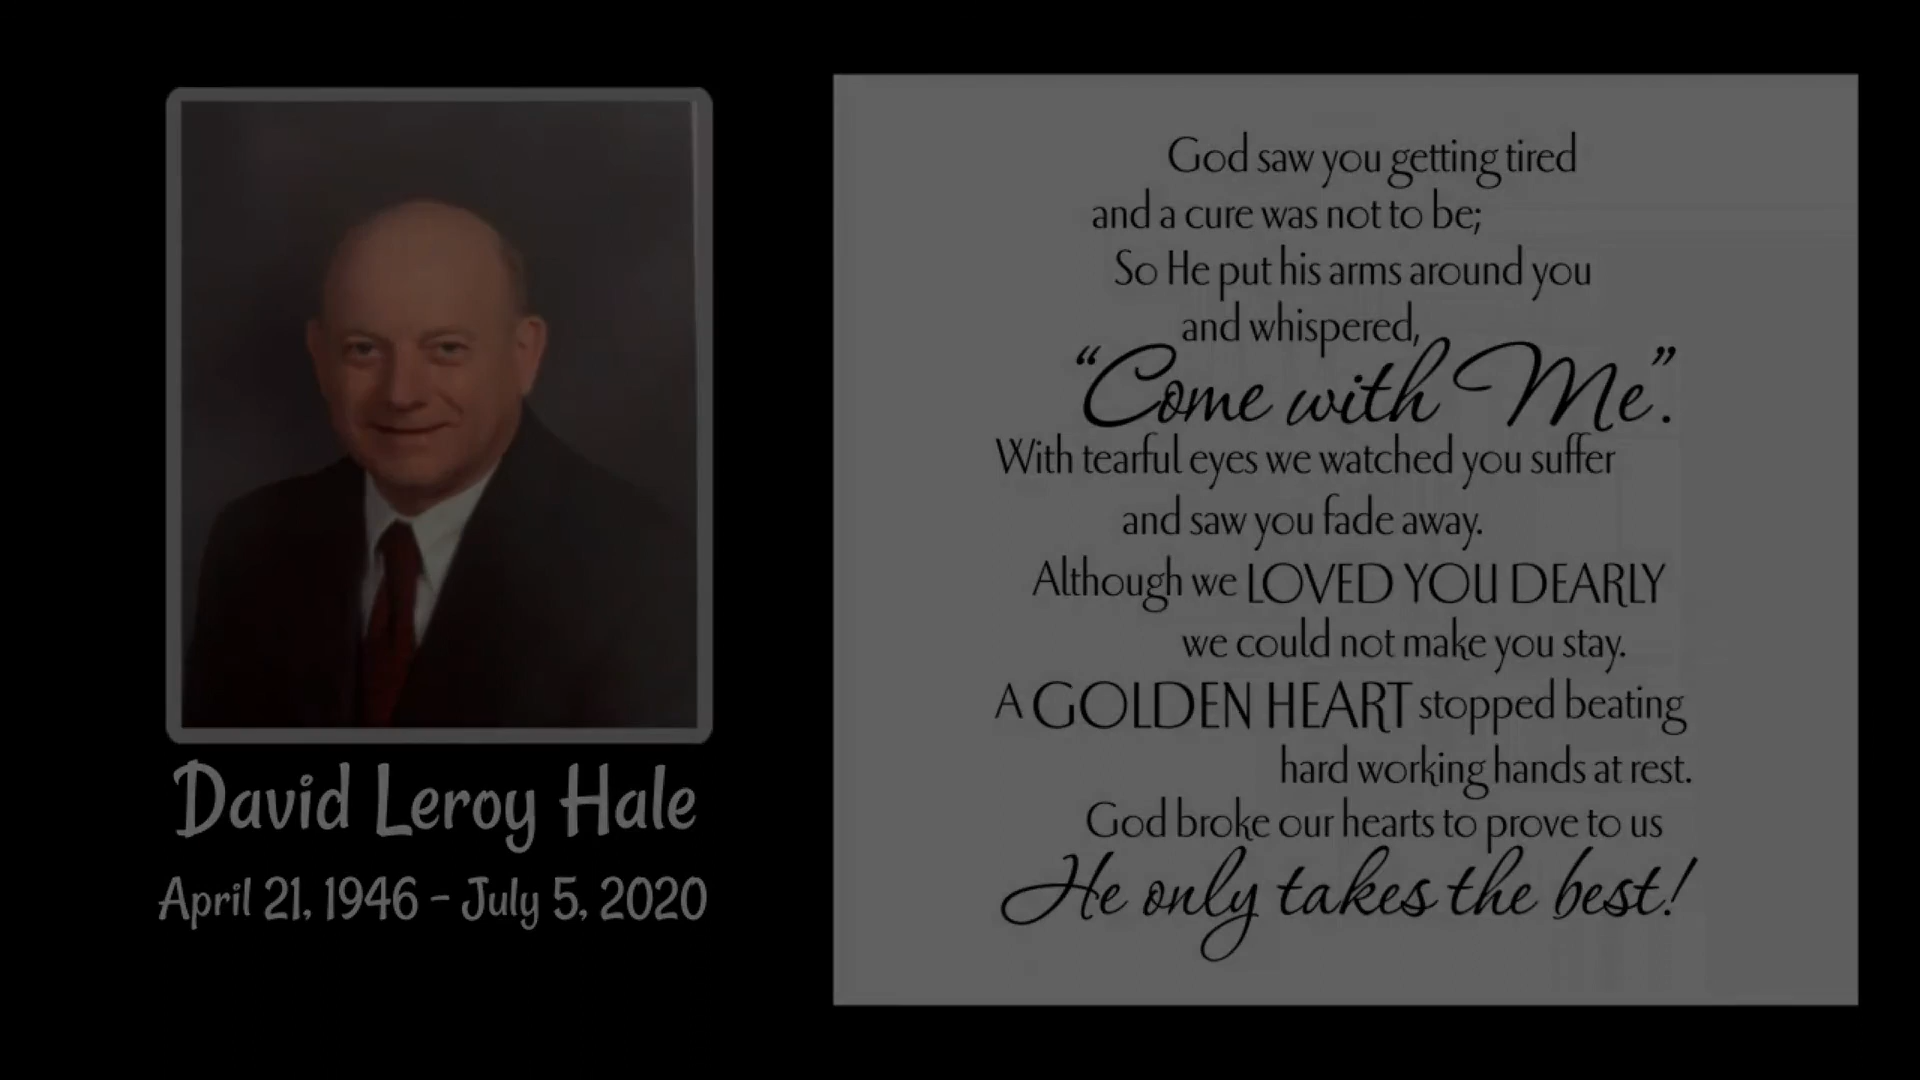 David Leroy Hale
April 21, 1946 – July 5, 2020
God saw you getting tired
and a cure was not to be;
So He put his arms around you
and whispered,
“Come with Me”.
With tearful eyes we watched you suffer
and saw you fade away.
Although we LOVED YOU DEARLY
we could not make you stay.
A GOLDEN HEART stopped beating
hard working hands at rest.
God broke our hearts to prove to us
He only takes the best!